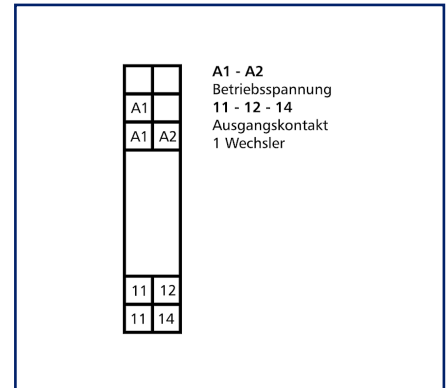 A1
A1 A2
11 12
11 14
A1 - A2
Betriebsspannung
11 - 12 - 14
Ausgangskontakt
1 Wechsler